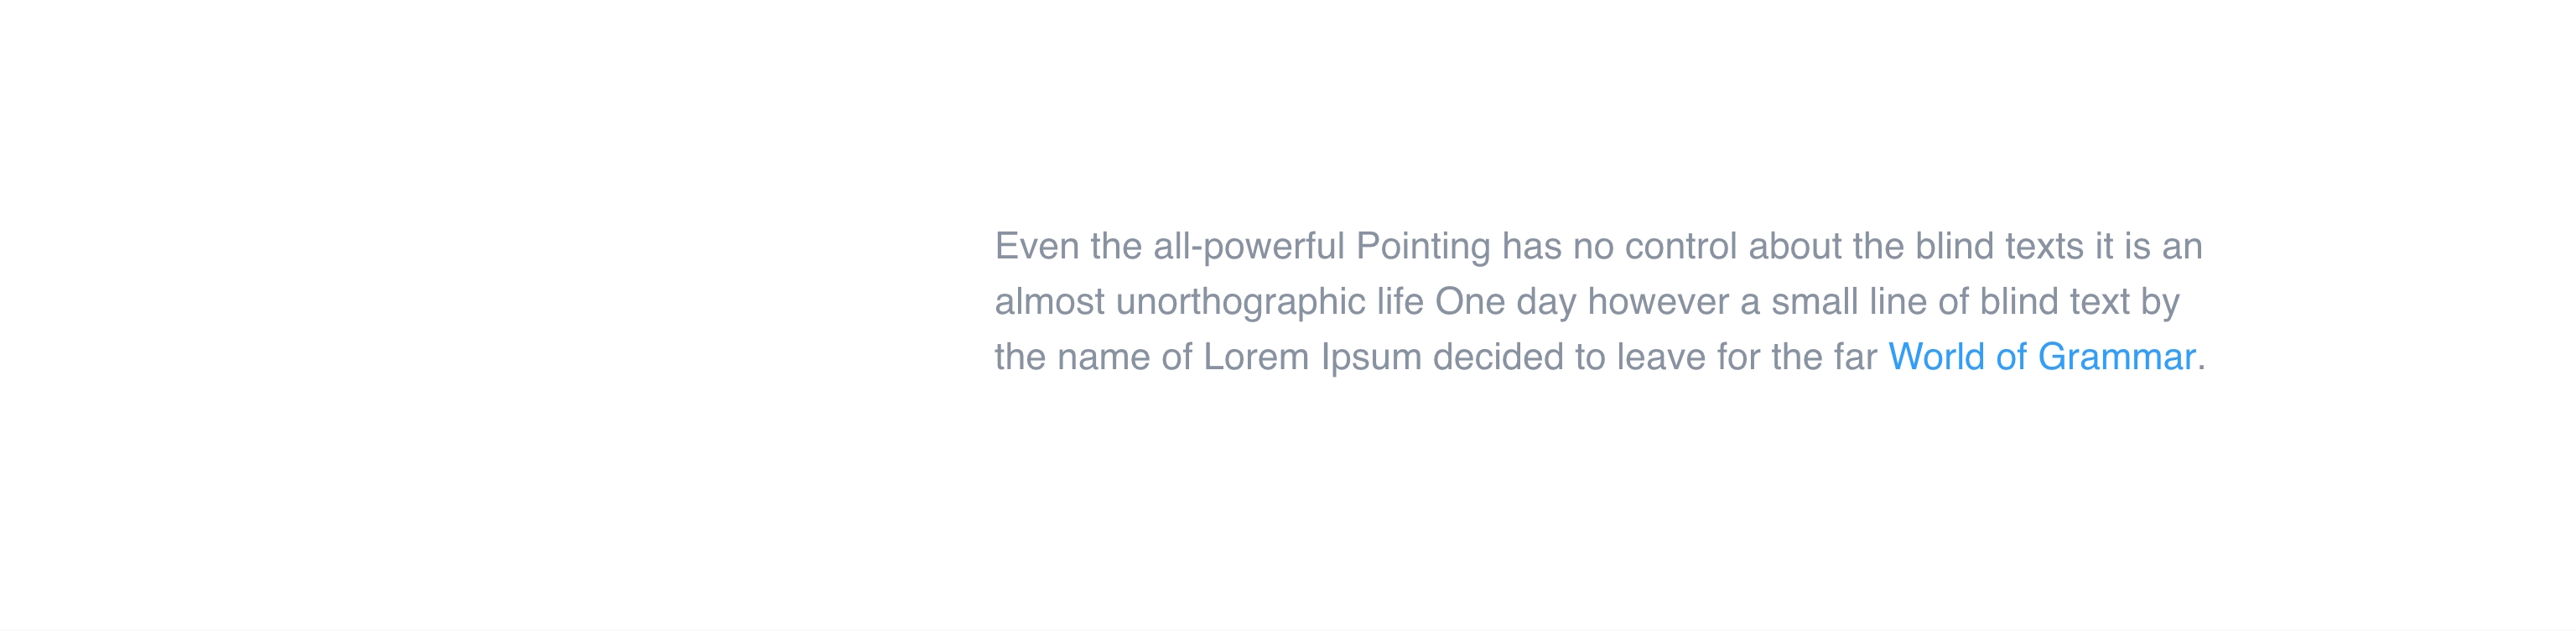 Even the all-powerful Pointing has no control about the blind texts it is an
almost unorthographic life One day however a small line of blind text by
the name of Lorem Ipsum decided to leave for the far World of Grammar.